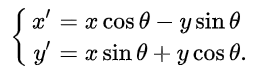 x′ = x cos θ − y sin θ
y′ = x sin θ + y cos θ.